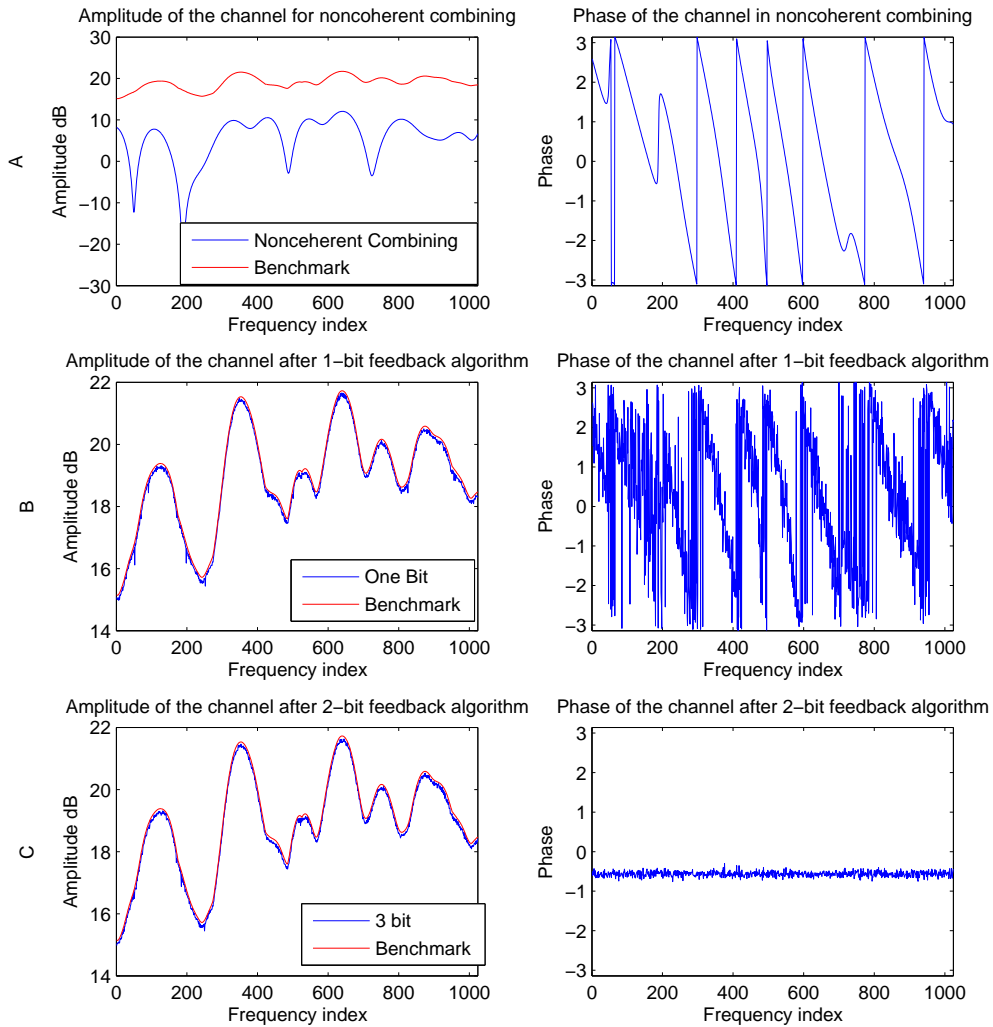 Amplitude of the channel for noncoherent combining
30
20
10
0
−10
−20
−30
Amplitude dB
A
Nonceherent Combining
Benchmark
0 200 400 600 800 1000
Frequency index
Phase of the channel in noncoherent combining
3
2
1
0
−1
−2
−3
Phase
0 200 400 600 800 1000
Frequency index
Amplitude of the channel after 1−bit feedback algorithm
22
20
18
16
14
Amplitude dB
B
One Bit
Benchmark
0 200 400 600 800 1000
Frequency index
Phase of the channel after 1−bit feedback algorithm
3
2
1
0
−1
−2
−3
Phase
0 200 400 600 800 1000
Frequency index
Amplitude of the channel after 2−bit feedback algorithm
22
20
18
16
14
Amplitude dB
C
3 bit
Benchmark
0 200 400 600 800 1000
Frequency index
Phase of the channel after 2−bit feedback algorithm
3
2
1
0
−1
−2
−3
Phase
0 200 400 600 800 1000
Frequency index